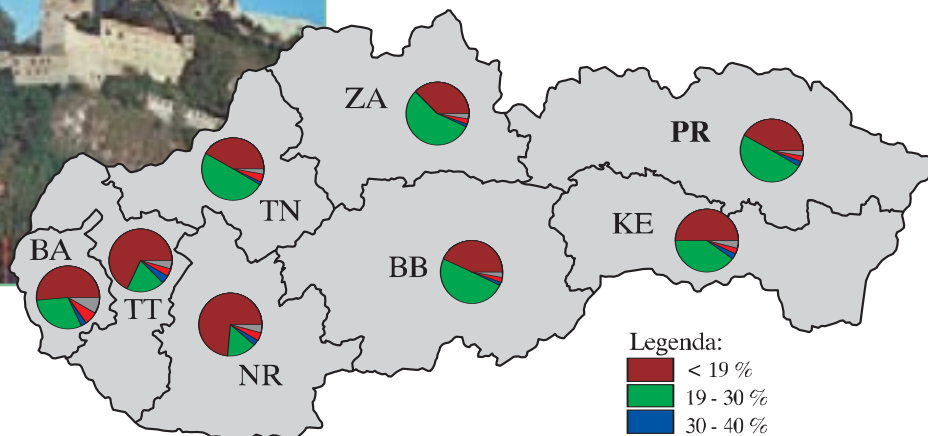 ZA
PR
TN
KE
BA
BB
TT
NR
Legenda:
< 19 %
19 - 30 %
30 - 40 %